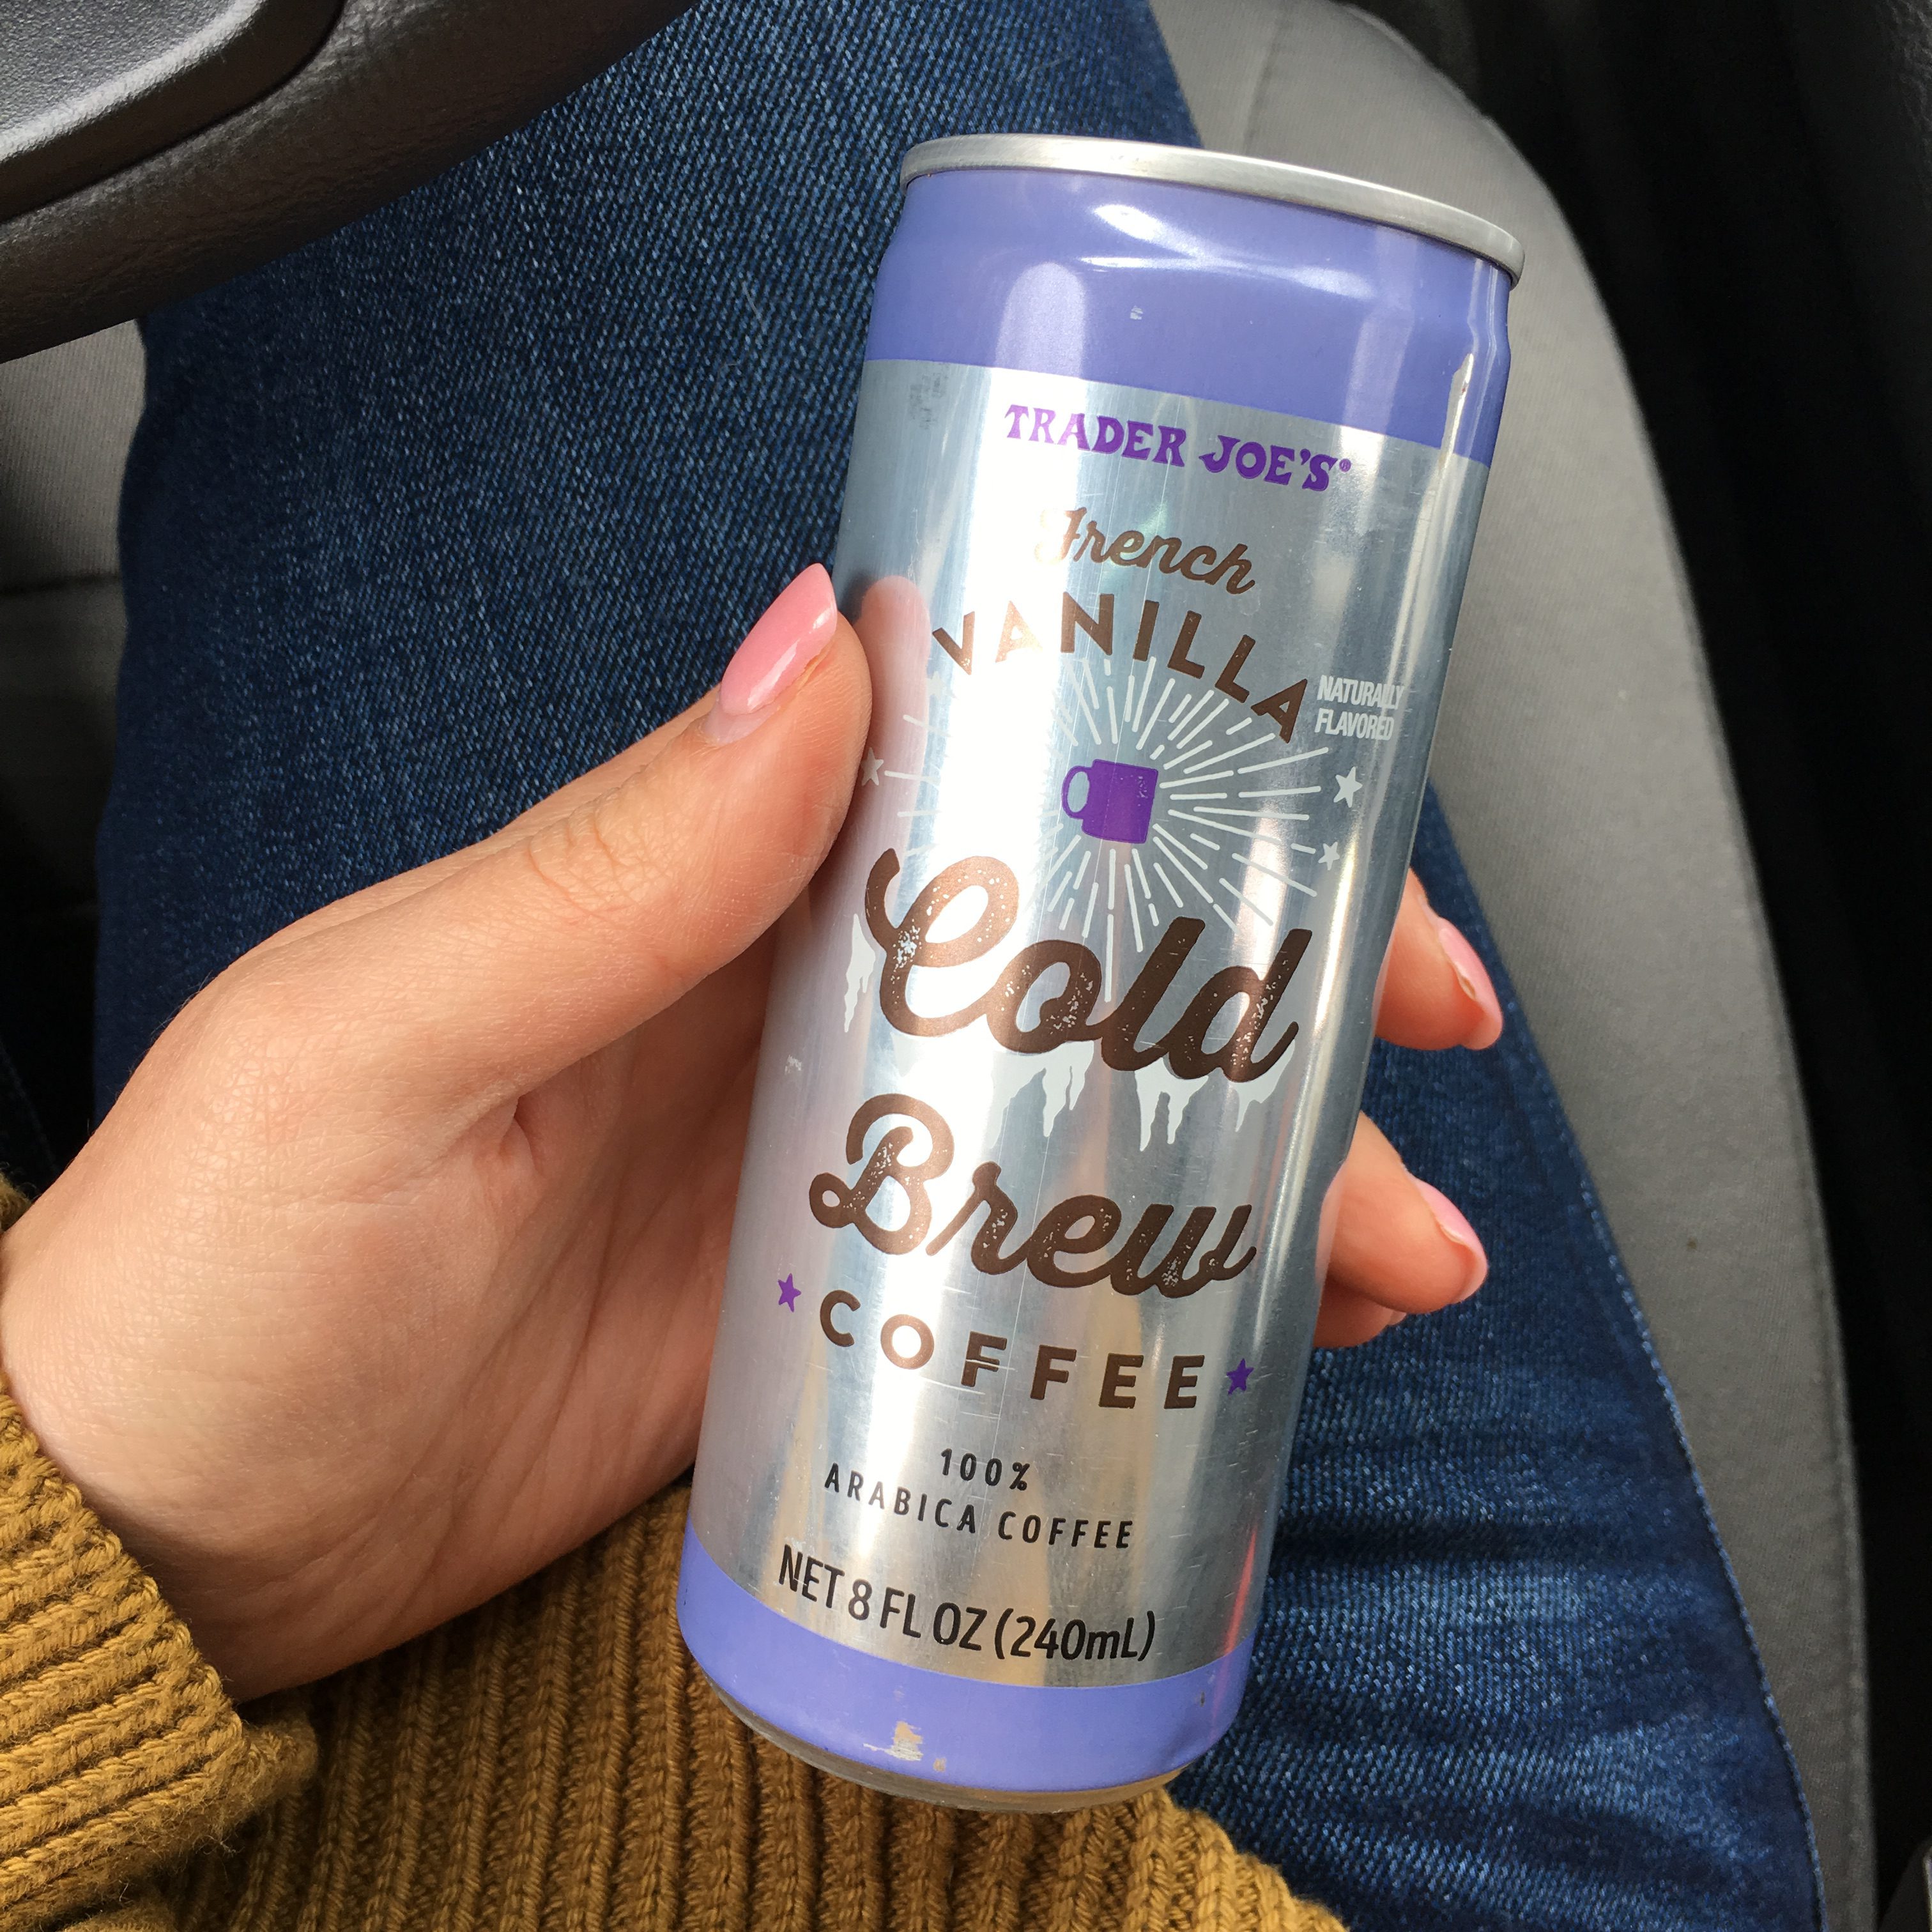 TRADER JOE'S®
French
VANILLA
NATURALLY
FLAVORED
Cold
Brew
COFFEE
100%
ARABICA COFFEE
NET 8 FL OZ (240mL)